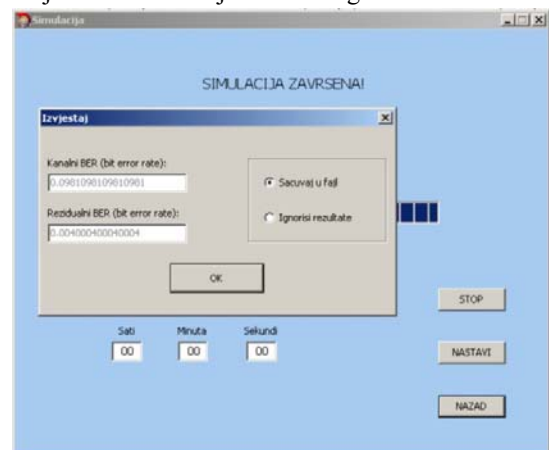 Simulacija
SIMULACIJA ZAVRSENA!
Izvjestaj
Kanalni BER (bit error rate):
0.0981098109810981
Rezidualni BER (bit error rate):
0.004000400040004
Sacuvaj u fajl
Ignorisi rezultate
OK
STOP
Sati Minuta Sekundi
00 00 00
NASTAVI
NAZAD